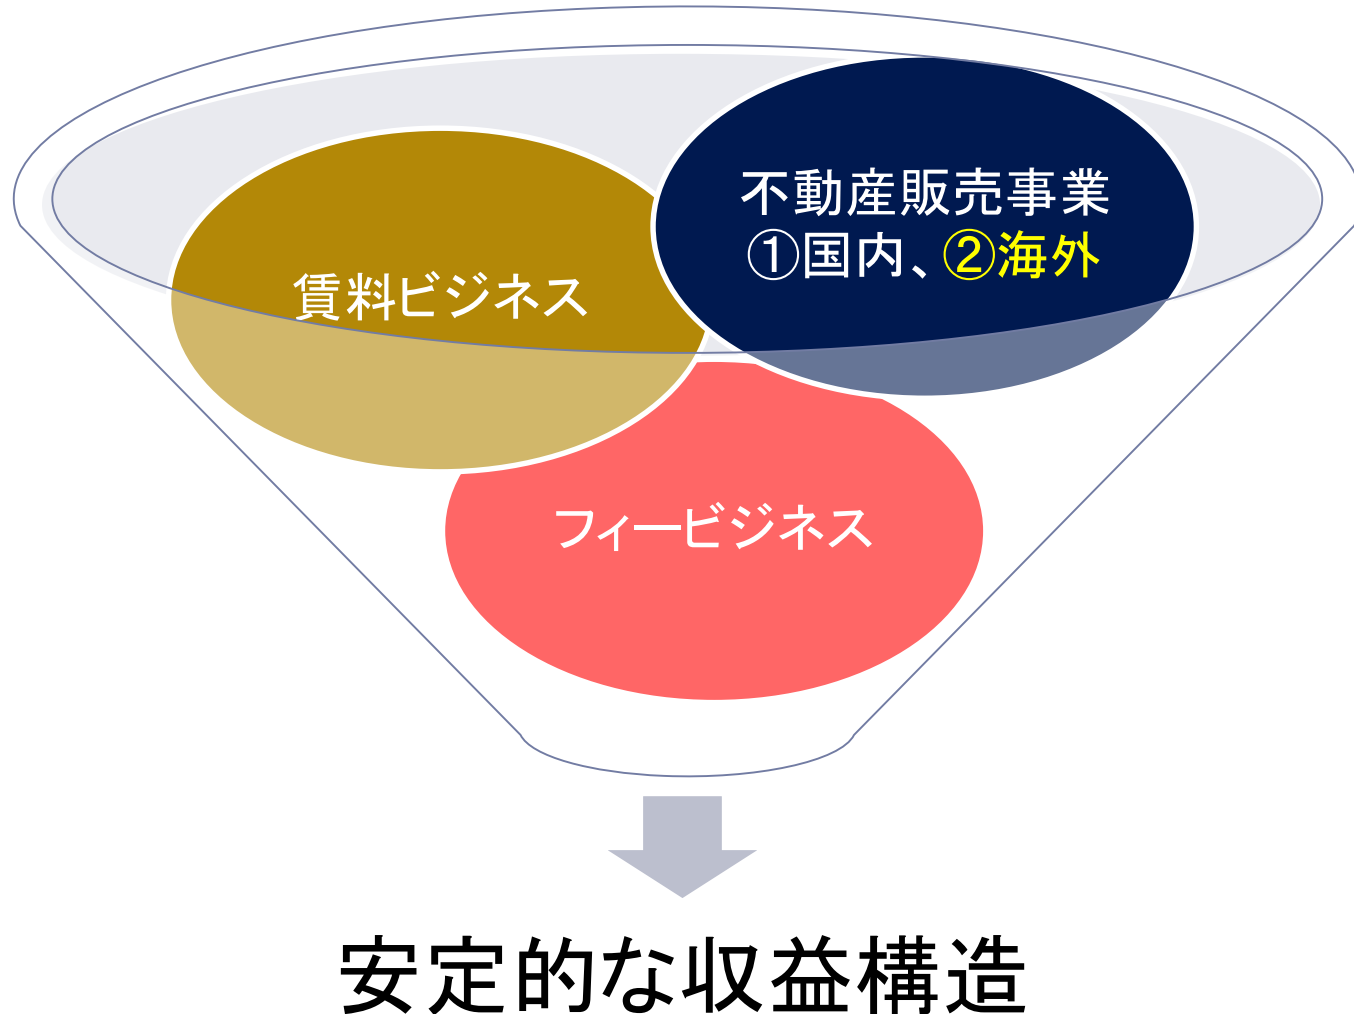 不動産販売事業
①国内、②海外
賃料ビジネス
フィービジネス
安定的な収益構造